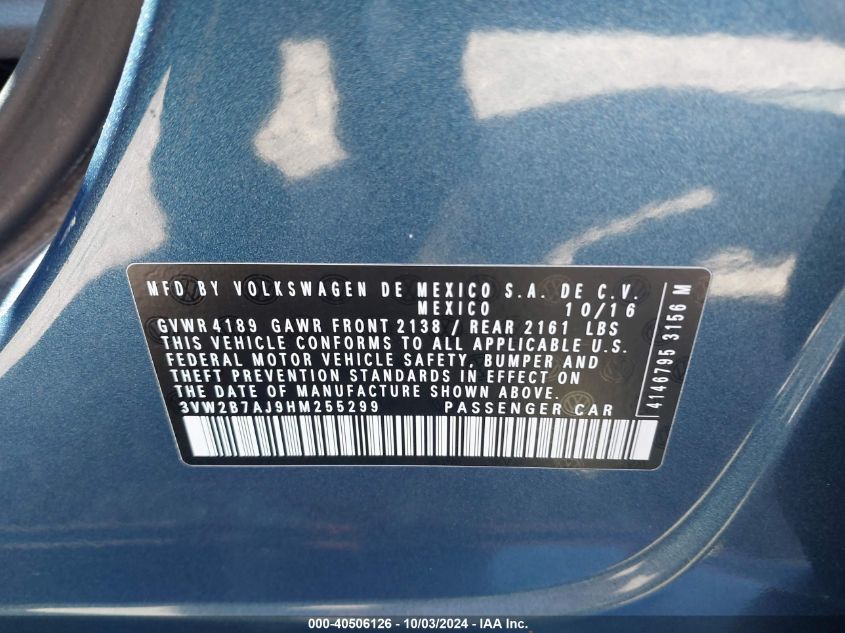 MFD BY VOLKSWAGEN DE MEXICO S.A. DE C.V.
MEXICO 10/16
GVWR 4189 GAWR FRONT 2138 / REAR 2161 LBS
THIS VEHICLE CONFORMS TO ALL APPLICABLE U.S.
FEDERAL MOTOR VEHICLE SAFETY, BUMPER AND
THEFT PREVENTION STANDARDS IN EFFECT ON
THE DATE OF MANUFACTURE SHOWN ABOVE.
3VW2B7AJ9HM255299 PASSENGER CAR
4146795 3156 M
000-40506126 - 10/03/2024 - IAA Inc.